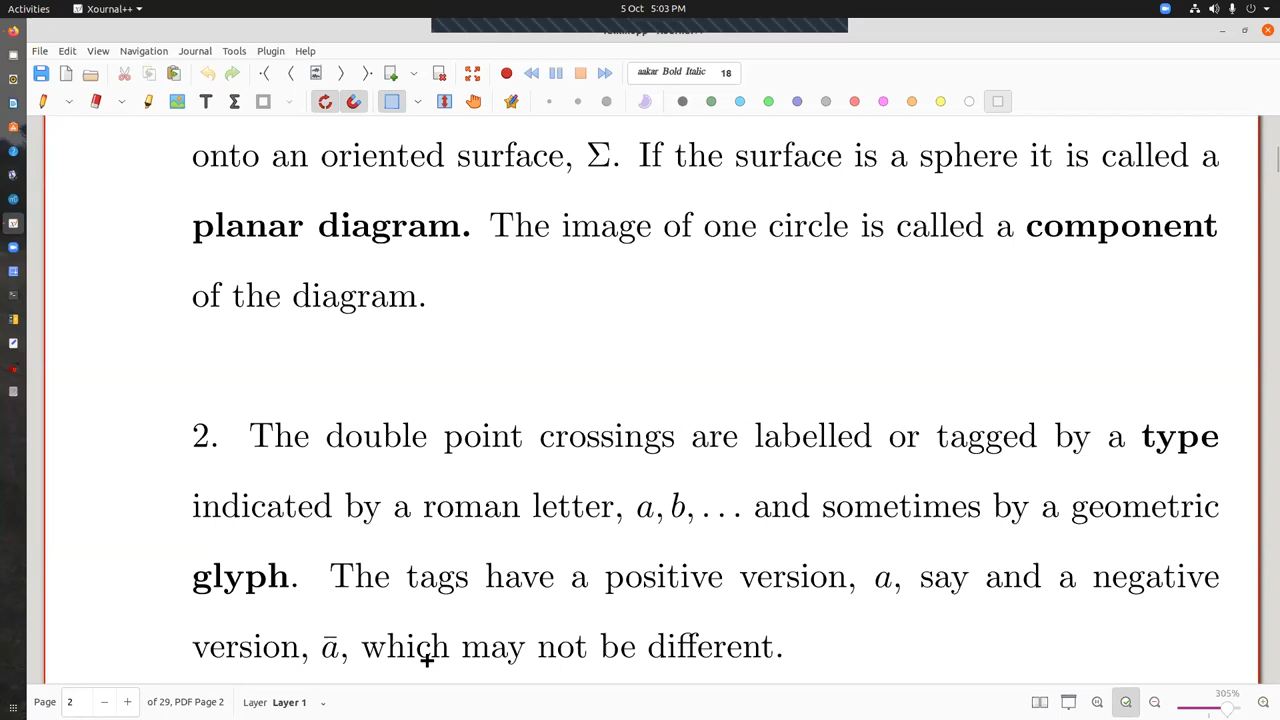 Activities Xournal++ 5 Oct 5:03 PM
File Edit View Navigation Journal Tools Plugin Help
aakar Bold Italic 18
onto an oriented surface, Σ. If the surface is a sphere it is called a
planar diagram. The image of one circle is called a component
of the diagram.
2. The double point crossings are labelled or tagged by a type
indicated by a roman letter, a, b, . . . and sometimes by a geometric
glyph. The tags have a positive version, a, say and a negative
version, ā, which may not be different.
Page 2 of 29, PDF Page 2 Layer Layer 1 305%